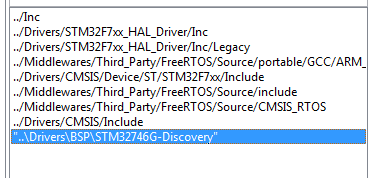 ../Inc
../Drivers/STM32F7xx_HAL_Driver/Inc
../Drivers/STM32F7xx_HAL_Driver/Inc/Legacy
../Middlewares/Third_Party/FreeRTOS/Source/portable/GCC/ARM_
../Drivers/CMSIS/Device/ST/STM32F7xx/Include
../Middlewares/Third_Party/FreeRTOS/Source/include
../Middlewares/Third_Party/FreeRTOS/Source/CMSIS_RTOS
../Drivers/CMSIS/Include
"..\Drivers\BSP\STM32746G-Discovery"